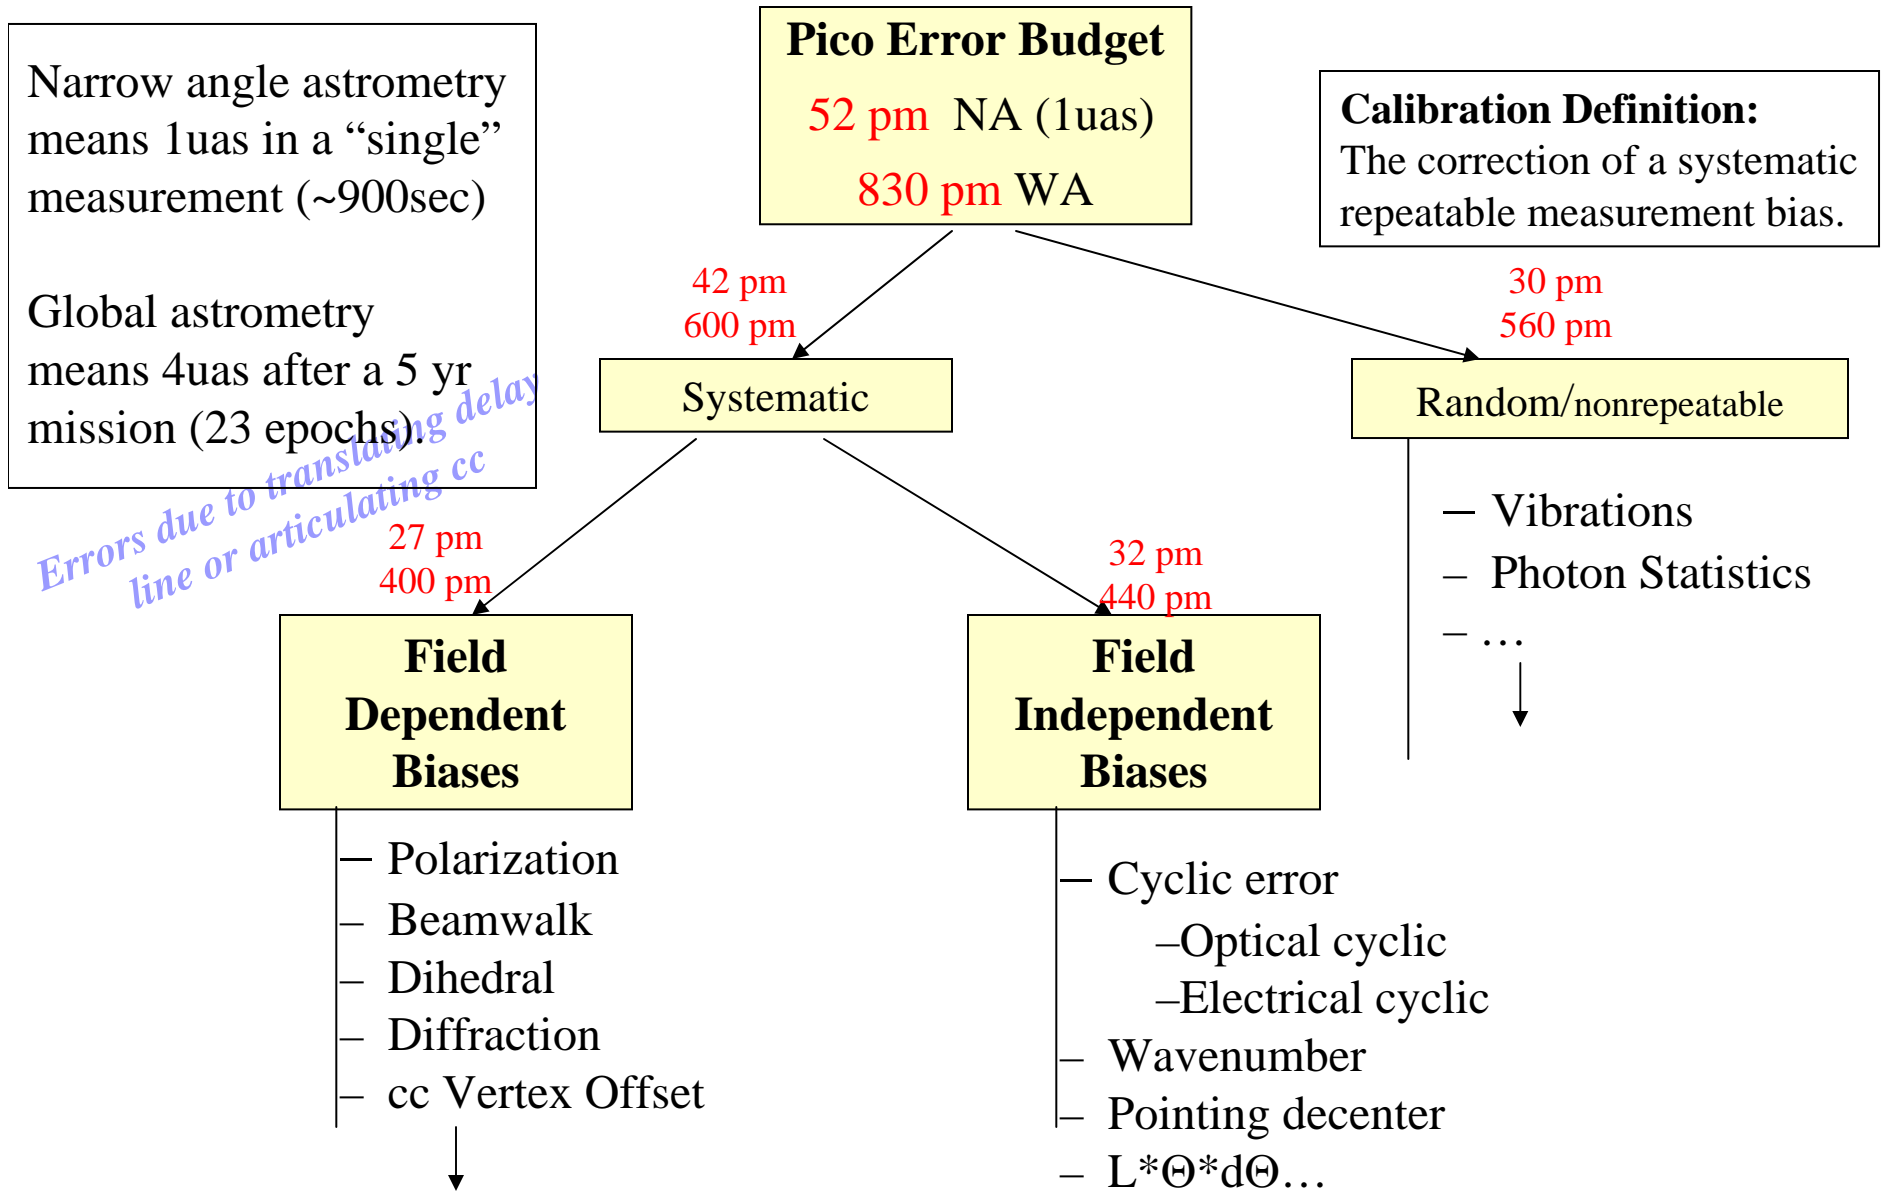 Narrow angle astrometry
means 1uas in a “single”
measurement (~900sec)
Global astrometry
means 4uas after a 5 yr
mission (23 epochs).
Pico Error Budget
52 pm NA (1uas)
830 pm WA
Calibration Definition:
The correction of a systematic
repeatable measurement bias.
42 pm
600 pm
30 pm
560 pm
Systematic
Random/nonrepeatable
Errors due to translating delay
line or articulating cc
27 pm
400 pm
32 pm
440 pm
– Vibrations
– Photon Statistics
– …
Field
Dependent
Biases
Field
Independent
Biases
– Polarization
– Beamwalk
– Dihedral
– Diffraction
– cc Vertex Offset
– Cyclic error
–Optical cyclic
–Electrical cyclic
– Wavenumber
– Pointing decenter
– L*Θ*dΘ…